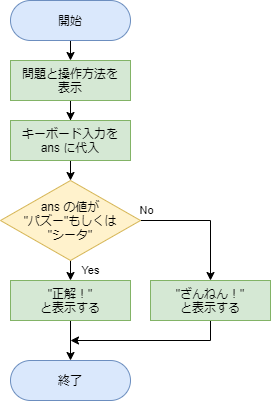 開始
問題と操作方法を
表示
キーボード入力を
ans に代入
ans の値が
"パズー"もしくは
"シータ"
No
Yes
"正解！"
と表示する
"ざんねん！"
と表示する
終了